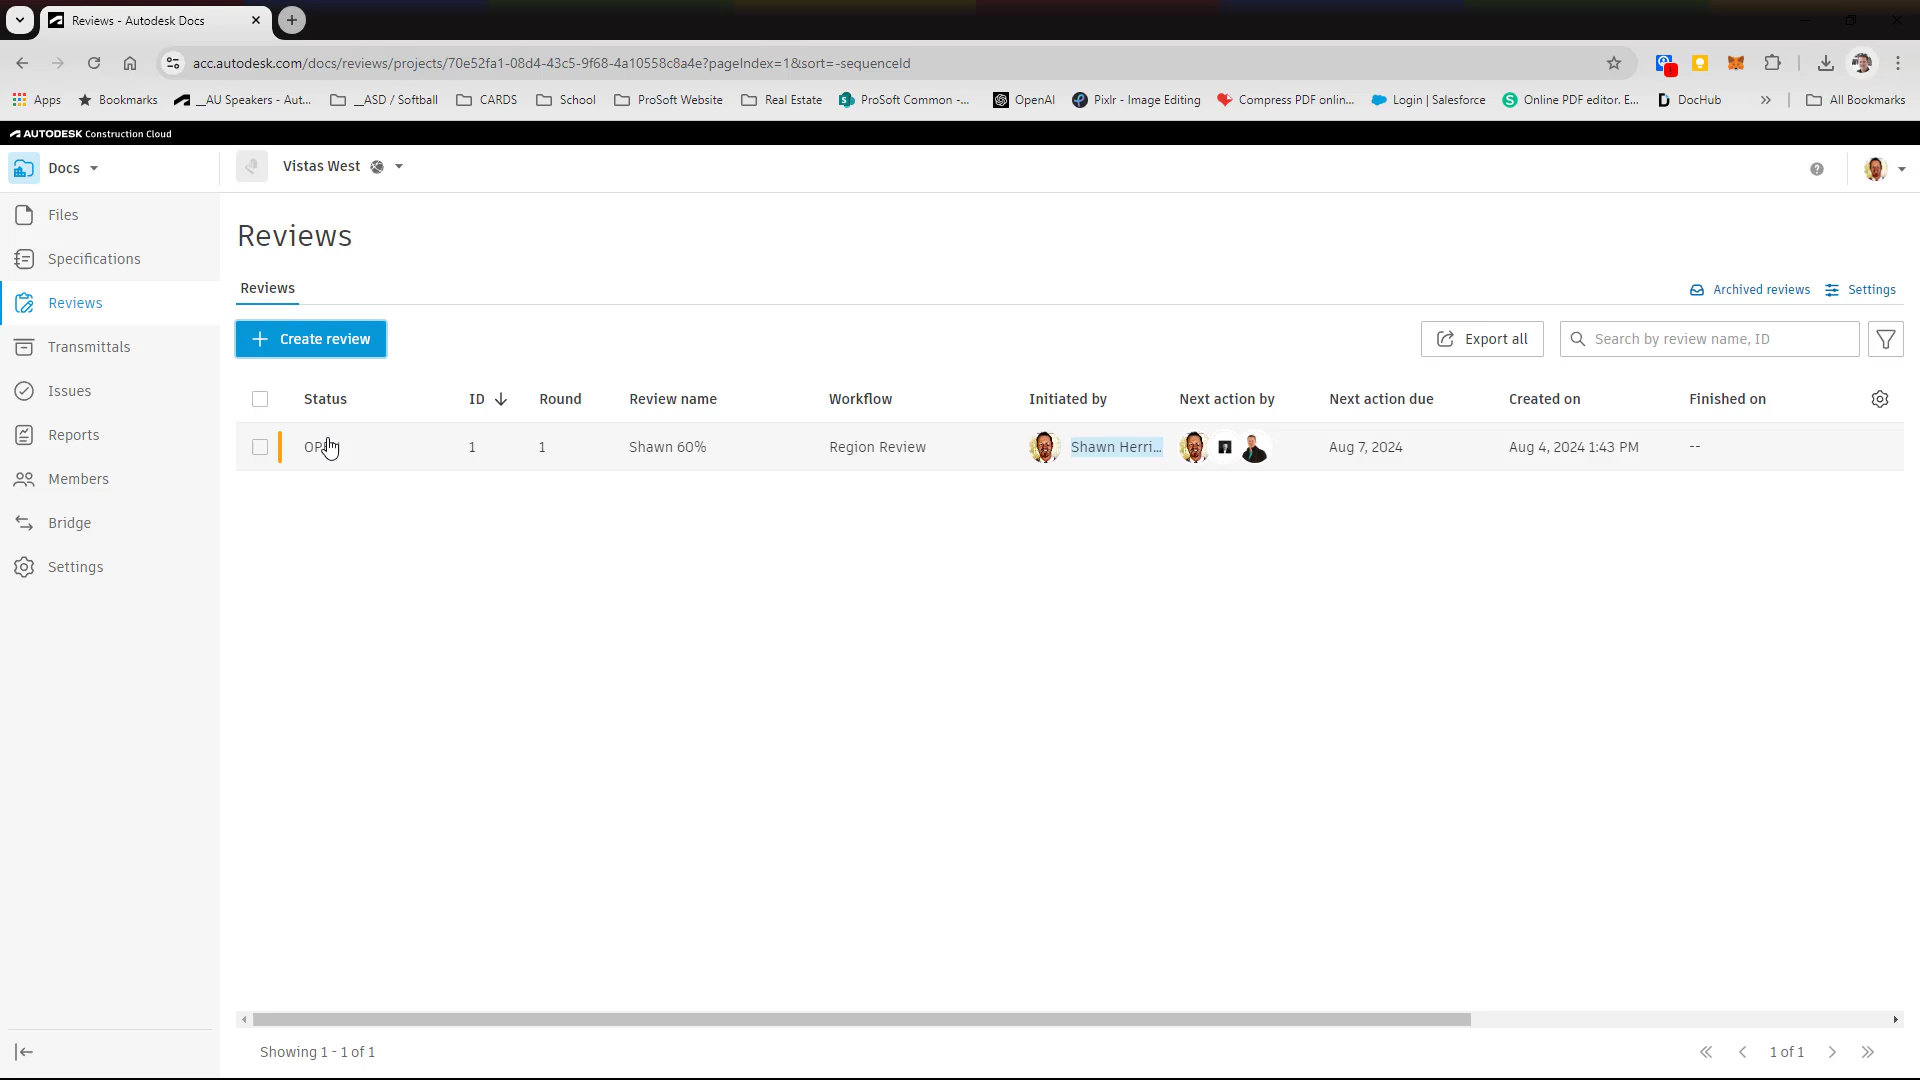 Reviews - Autodesk Docs
acc.autodesk.com/docs/reviews/projects/70e52fa1-08d4-43c5-9f68-4a10558c8a4e?pageIndex=1&sort=-sequenceId
Apps Bookmarks __AU Speakers - Aut... __ASD / Softball CARDS School ProSoft Website Real Estate ProSoft Common -... OpenAI Pixlr - Image Editing Compress PDF onlin... Login | Salesforce Online PDF editor. E... DocHub All Bookmarks
AUTODESK Construction Cloud
Docs
Vistas West
Files
Specifications
Reviews
Transmittals
Issues
Reports
Members
Bridge
Settings
Reviews
Reviews
Archived reviews Settings
Create review
Export all
Search by review name, ID
Status ID Round Review name Workflow Initiated by Next action by Next action due Created on Finished on
1 1 Shawn 60% Region Review Shawn Herri... Aug 7, 2024 Aug 4, 2024 1:43 PM --
Showing 1 - 1 of 1
1 of 1